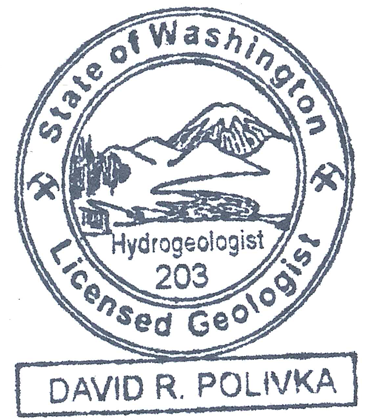 State of Washington
Hydrogeologist
203
Licensed Geologist
DAVID R. POLIVKA